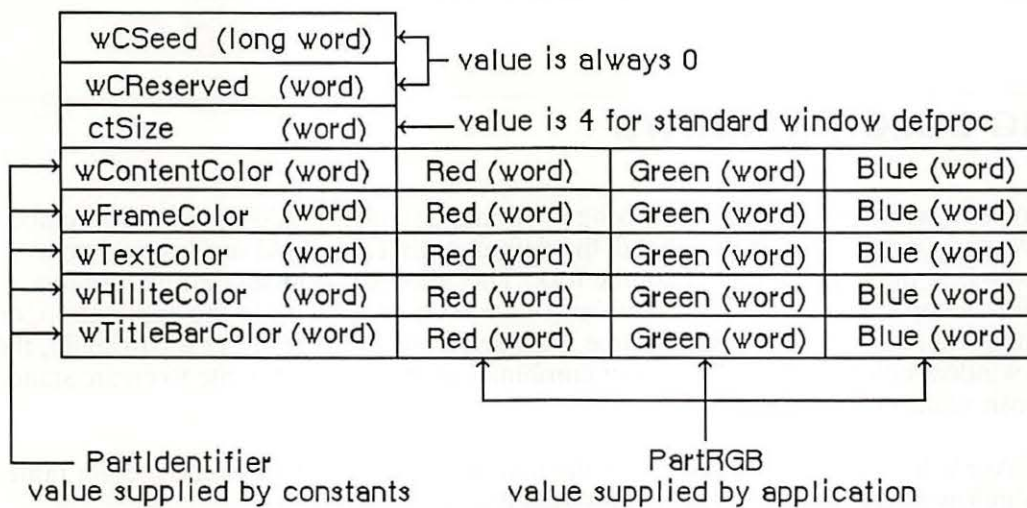 wCSeed (long word)
value is always 0
wCReserved (word)
ctSize (word) value is 4 for standard window defproc
wContentColor (word) Red (word) Green (word) Blue (word)
wFrameColor (word) Red (word) Green (word) Blue (word)
wTextColor (word) Red (word) Green (word) Blue (word)
wHiliteColor (word) Red (word) Green (word) Blue (word)
wTitleBarColor (word) Red (word) Green (word) Blue (word)
PartIdentifier
value supplied by constants
PartRGB
value supplied by application